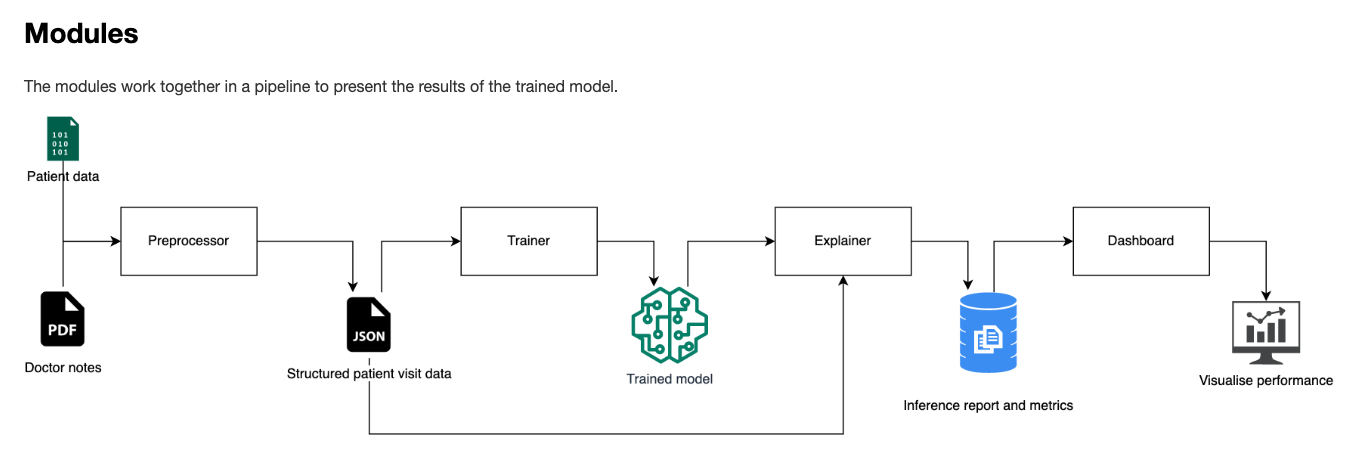 Modules
The modules work together in a pipeline to present the results of the trained model.
101
010
101
Patient data
Preprocessor
Trainer
Explainer
Dashboard
PDF
JSON
Doctor notes
Structured patient visit data
Trained model
Visualise performance
Inference report and metrics